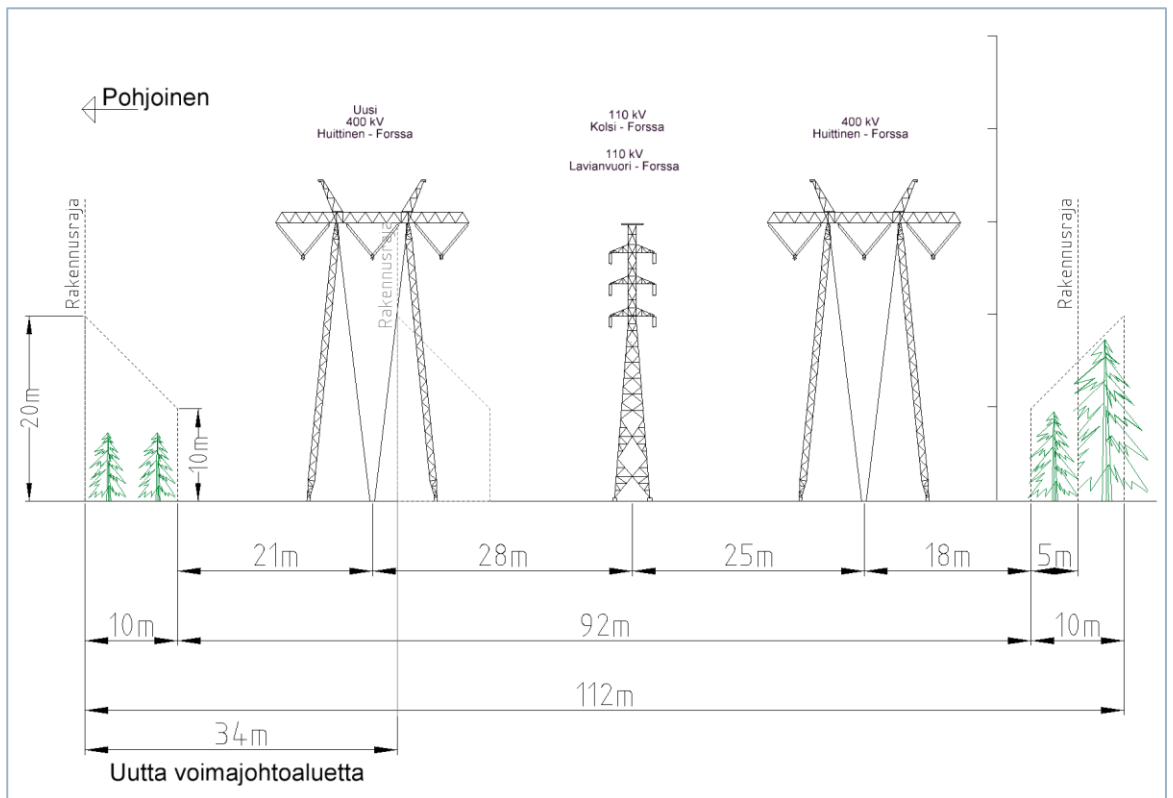 Pohjoinen
Uusi
400 kV
Huittinen - Forssa
110 kV
Kolsi - Forssa
110 kV
Lavianvuori - Forssa
400 kV
Huittinen - Forssa
Rakennusraja
Rakennusraja
Rakennusraja
20m
10m
21m
28m
25m
18m
5m
10m
92m
10m
112m
34m
Uutta voimajohtoaluetta